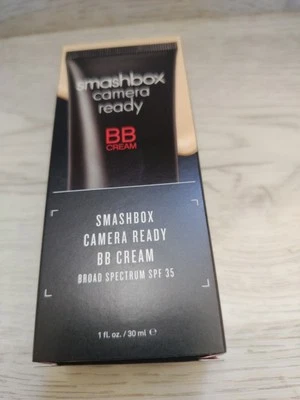 smashbox
camera
ready
BB
CREAM
SMASHBOX
CAMERA READY
BB CREAM
BROAD SPECTRUM SPF 35
1 fl. oz. / 30 ml ℮